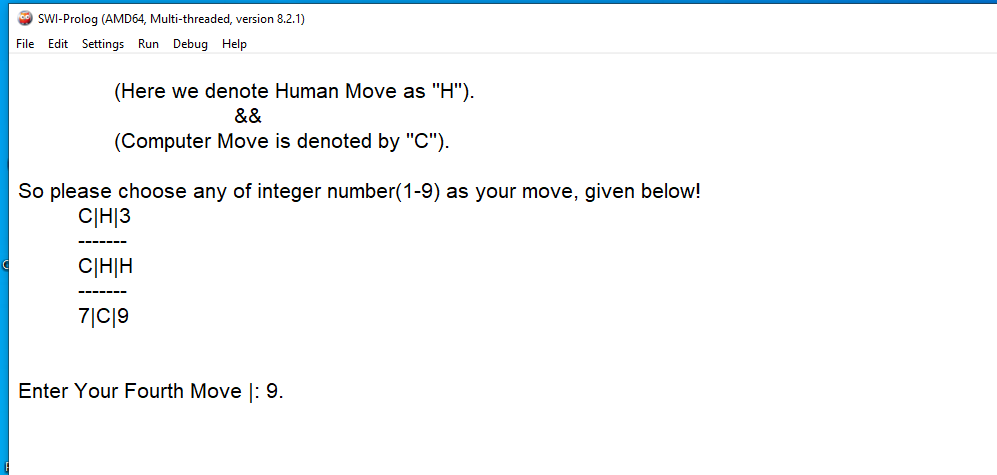 SWI-Prolog (AMD64, Multi-threaded, version 8.2.1)
File Edit Settings Run Debug Help
(Here we denote Human Move as "H").
&&
(Computer Move is denoted by "C").
So please choose any of integer number(1-9) as your move, given below!
C|H|3
-------
C|H|H
-------
7|C|9
Enter Your Fourth Move |: 9.